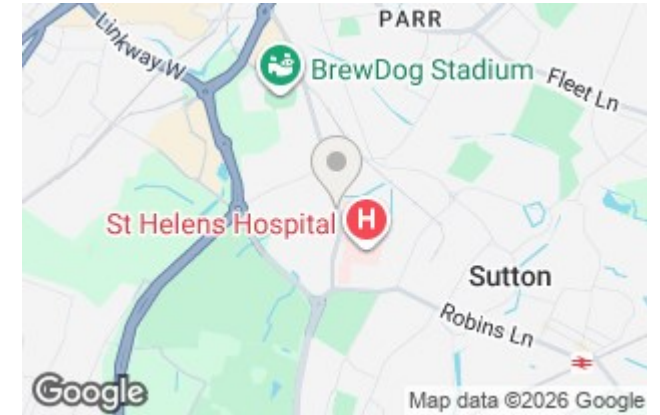 PARR
Linkway W
BrewDog Stadium
Fleet Ln
St Helens Hospital
H
Sutton
Robins Ln
Google
Map data ©2026 Google